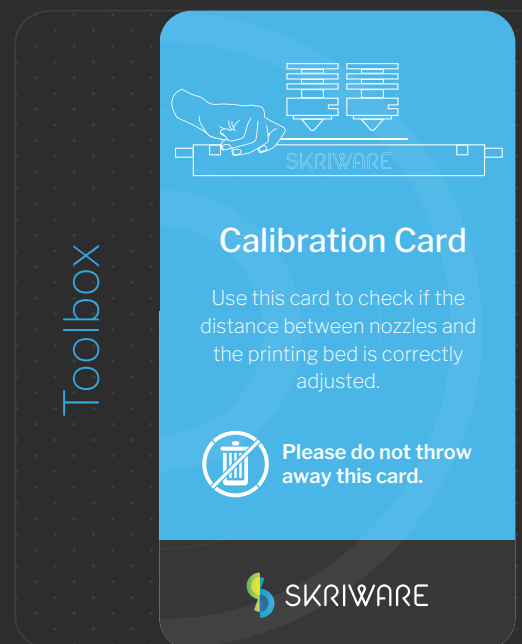 Toolbox
SKRIWARE
Calibration Card
Use this card to check if the
distance between nozzles and
the printing bed is correctly
adjusted.
Please do not throw
away this card.
SKRIWARE